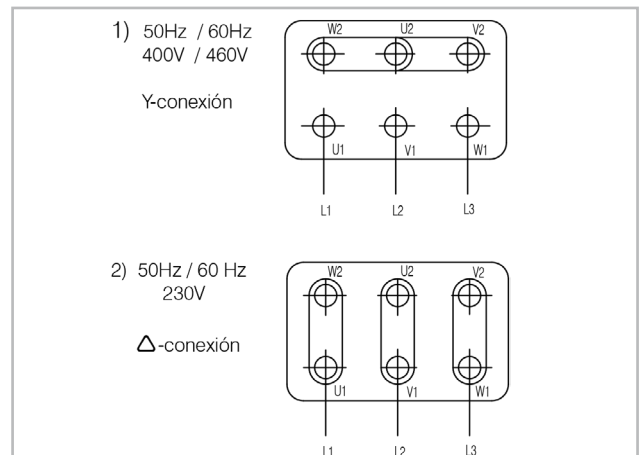 1) 50Hz / 60Hz
400V / 460V
Y-conexión
W2 U2 V2
U1 V1 W1
L1 L2 L3
2) 50Hz / 60 Hz
230V
△-conexión
W2 U2 V2
U1 V1 W1
L1 L2 L3